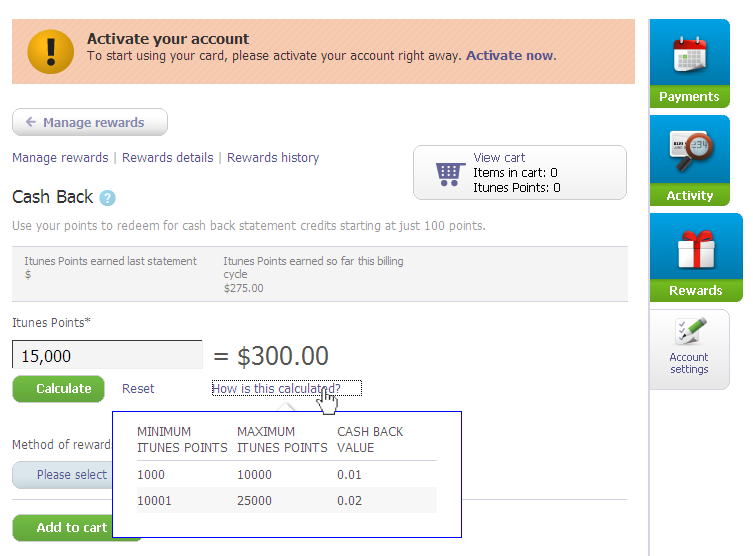 Activate your account
To start using your card, please activate your account right away. Activate now.
Payments
Manage rewards
Manage rewards | Rewards details | Rewards history
View cart
Items in cart: 0
Itunes Points: 0
Activity
Cash Back ?
Use your points to redeem for cash back statement credits starting at just 100 points.
Itunes Points earned last statement
$
Itunes Points earned so far this billing
cycle
$275.00
Rewards
Itunes Points*
15,000 = $300.00
Calculate Reset How is this calculated?
Account
settings
Method of reward
Please select
MINIMUM ITUNES POINTS MAXIMUM ITUNES POINTS CASH BACK VALUE
1000 10000 0.01
10001 25000 0.02
Add to cart